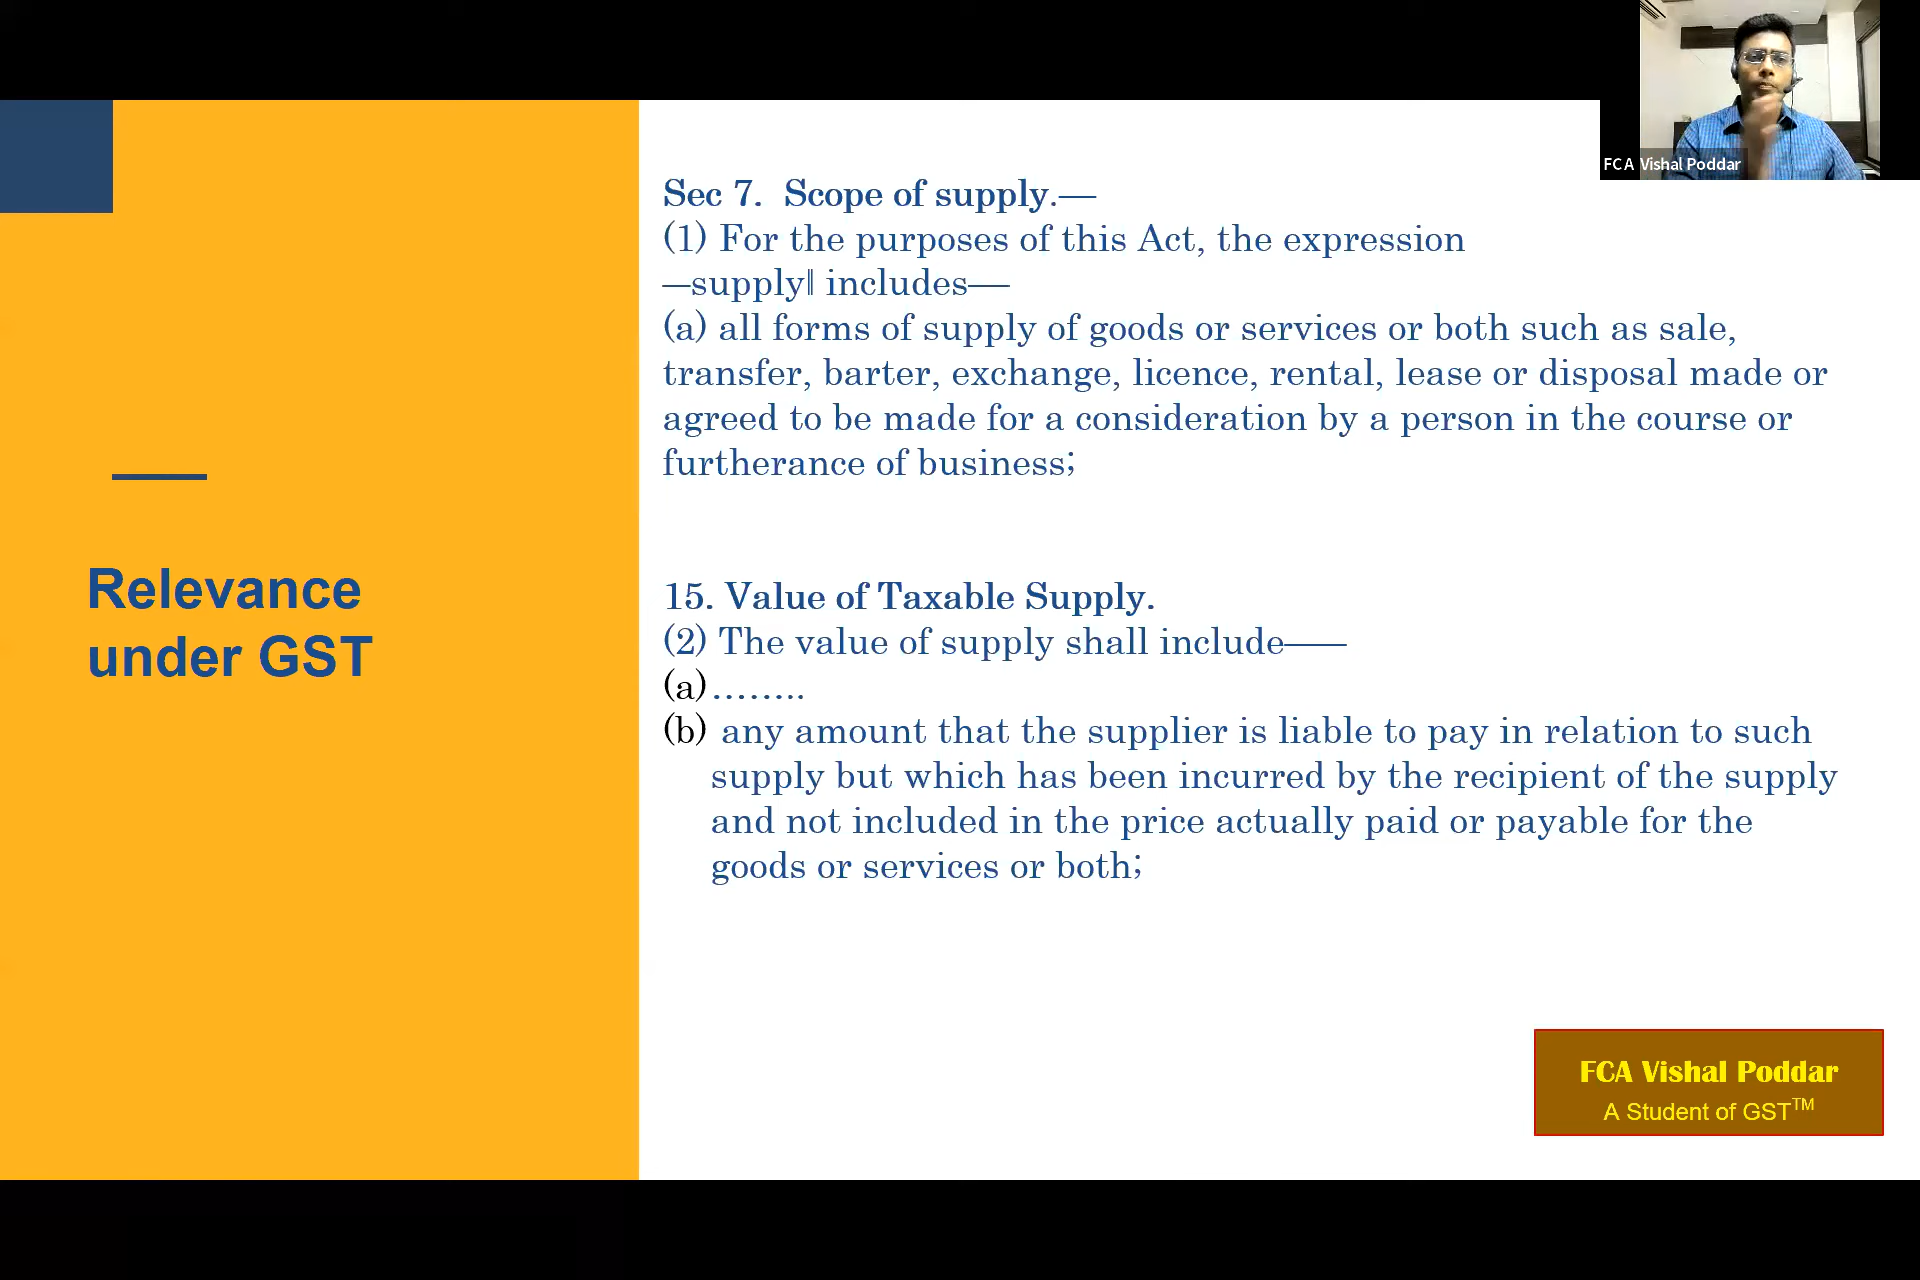 FCA Vishal Poddar
Relevance
under GST
Sec 7. Scope of supply.—
(1) For the purposes of this Act, the expression
―supply‖ includes––
(a) all forms of supply of goods or services or both such as sale,
transfer, barter, exchange, licence, rental, lease or disposal made or
agreed to be made for a consideration by a person in the course or
furtherance of business;
15. Value of Taxable Supply.
(2) The value of supply shall include–—
(a)........
(b) any amount that the supplier is liable to pay in relation to such
supply but which has been incurred by the recipient of the supply
and not included in the price actually paid or payable for the
goods or services or both;
FCA Vishal Poddar
A Student of GST™